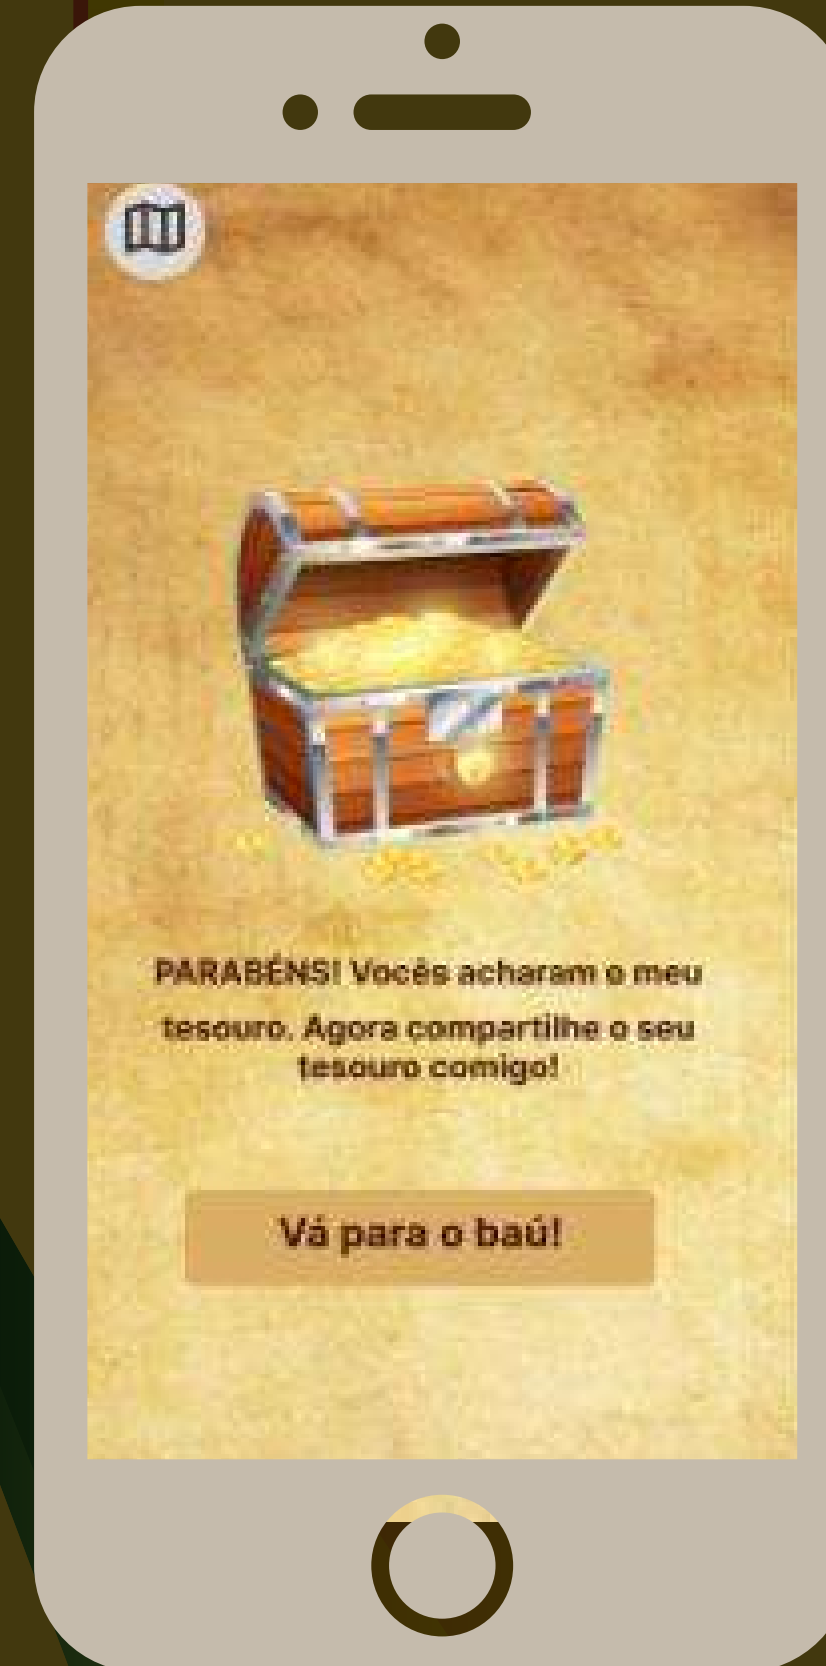 PARABÉNS! Vocês acharam o meu
tesouro. Agora compartilhe o seu
tesouro comigo!
Vá para o baú!